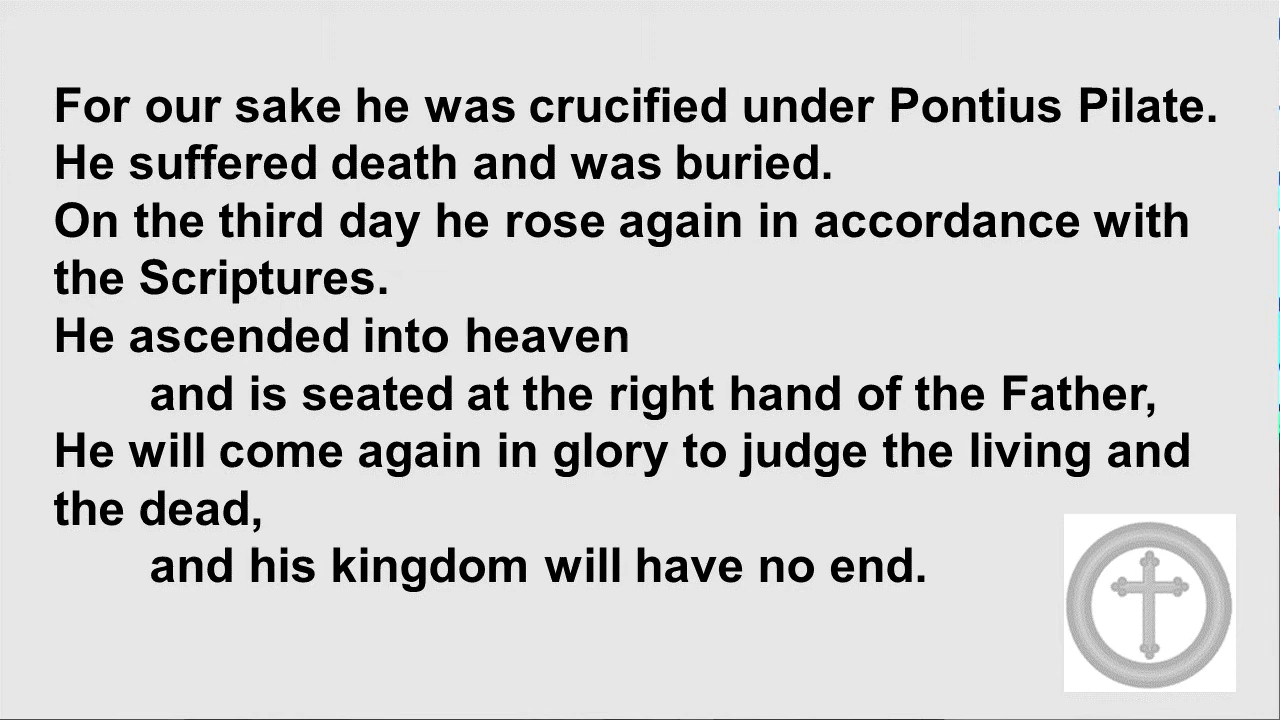 For our sake he was crucified under Pontius Pilate.
He suffered death and was buried.
On the third day he rose again in accordance with
the Scriptures.
He ascended into heaven
and is seated at the right hand of the Father,
He will come again in glory to judge the living and
the dead,
and his kingdom will have no end.